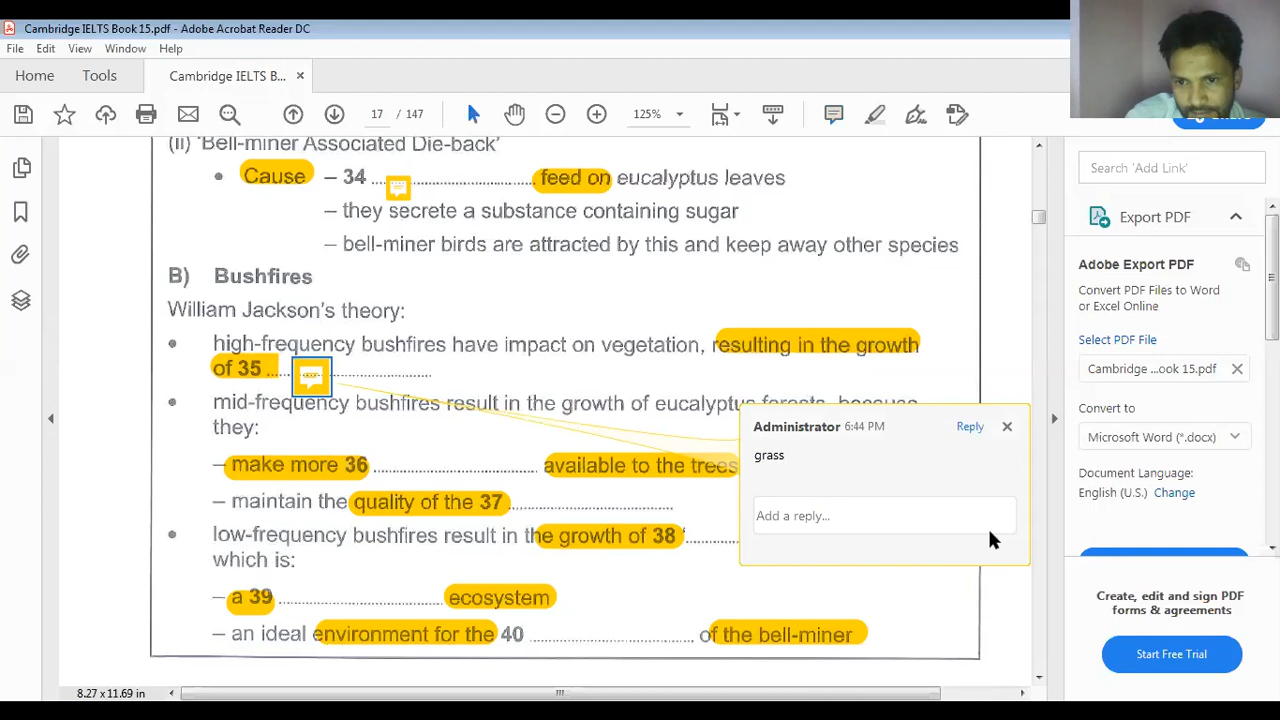 Cambridge IELTS Book 15.pdf - Adobe Acrobat Reader DC
File Edit View Window Help
Home Tools Cambridge IELTS B... ×
17 / 147 125%
(ii) 'Bell-miner Associated Die-back'
• Cause – 34 .............................. feed on eucalyptus leaves
– they secrete a substance containing sugar
– bell-miner birds are attracted by this and keep away other species
B) Bushfires
William Jackson's theory:
• high-frequency bushfires have impact on vegetation, resulting in the growth
of 35 ..............................
• mid-frequency bushfires result in the growth of eucalyptus forests, because
they:
– make more 36 .............................. available to the trees
– maintain the quality of the 37 ..............................
• low-frequency bushfires result in the growth of 38 '..........
which is:
– a 39 .............................. ecosystem
– an ideal environment for the 40 .............................. of the bell-miner
Administrator 6:44 PM Reply ×
grass
Add a reply...
8.27 x 11.69 in
Search 'Add Link'
Export PDF
Adobe Export PDF
Convert PDF Files to Word
or Excel Online
Select PDF File
Cambridge ...ook 15.pdf ×
Convert to
Microsoft Word (*.docx)
Document Language:
English (U.S.) Change
Create, edit and sign PDF
forms & agreements
Start Free Trial